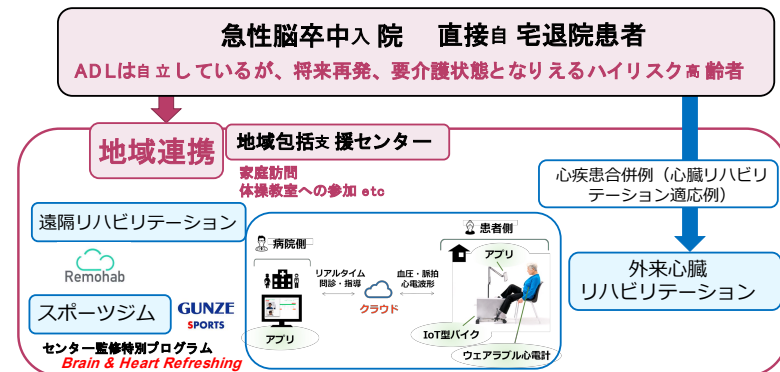 急性脳卒中入院 直接自宅退院患者
ADLは自立しているが、将来再発、要介護状態となりえるハイリスク高齢者
地域連携
地域包括支援センター
家庭訪問
体操教室への参加 etc
心疾患合併例（心臓リハビリ
テーション適応例）
外来心臓
リハビリテーション
遠隔リハビリテーション
Remohab
スポーツジム
GUNZE
SPORTS
センター監修特別プログラム
Brain & Heart Refreshing
病院側
アプリ
リアルタイム
問診・指導
クラウド
血圧・脈拍
心電波形
患者側
アプリ
IoT型バイク
ウェアラブル心電計